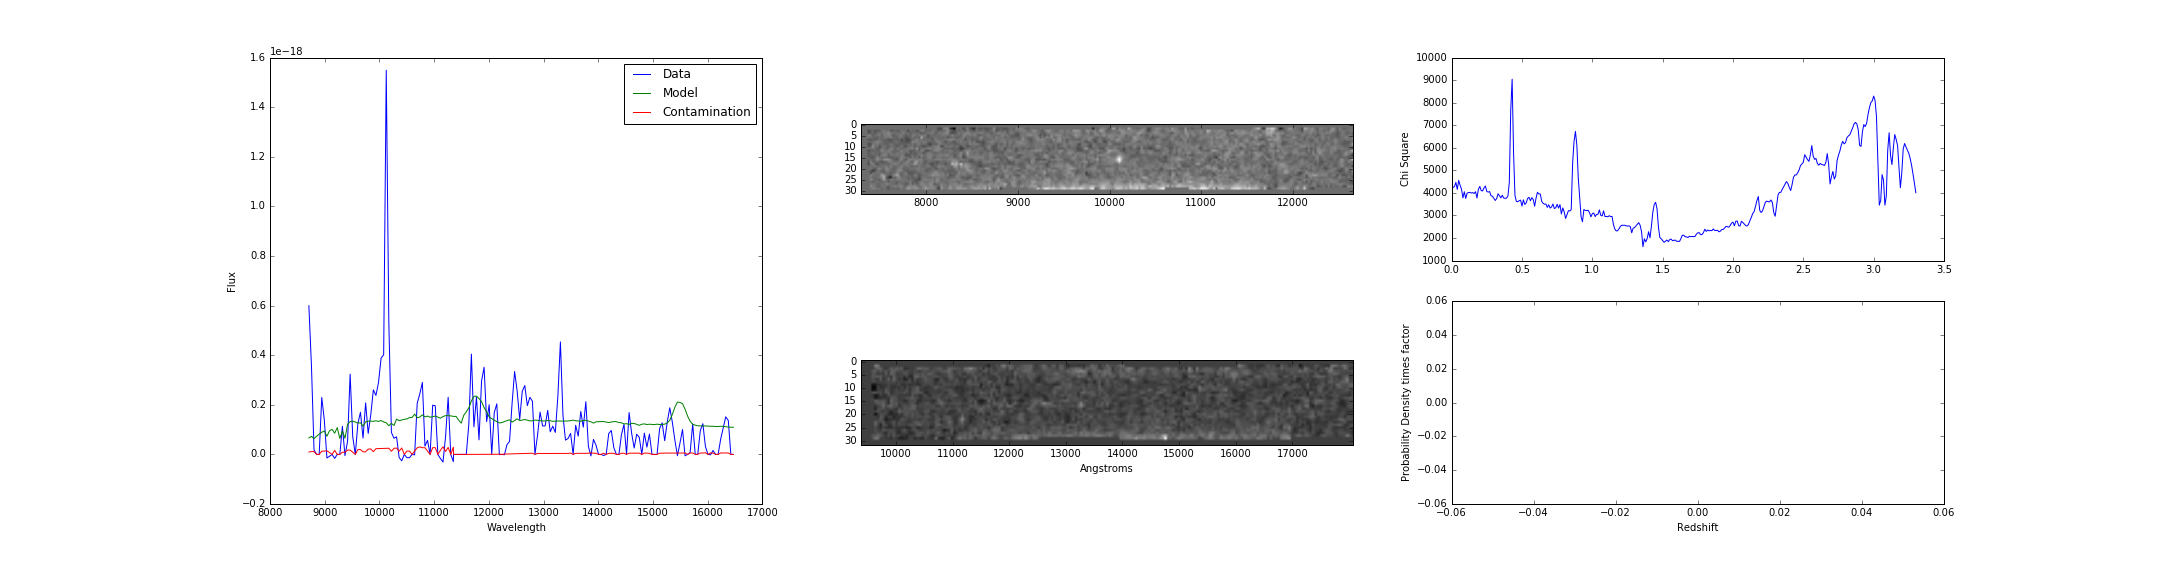 1e−18
1.6
1.4
1.2
1.0
0.8
0.6
0.4
0.2
0.0
−0.2
Flux
Data
Model
Contamination
8000 9000 10000 11000 12000 13000 14000 15000 16000 17000
Wavelength
0
5
10
15
20
25
30
8000 9000 10000 11000 12000
0
5
10
15
20
25
30
10000 11000 12000 13000 14000 15000 16000 17000
Angstroms
10000
9000
8000
7000
6000
5000
4000
3000
2000
1000
Chi Square
0.0 0.5 1.0 1.5 2.0 2.5 3.0 3.5
0.06
0.04
0.02
0.00
−0.02
−0.04
−0.06
Probability Density times factor
−0.06 −0.04 −0.02 0.00 0.02 0.04 0.06
Redshift